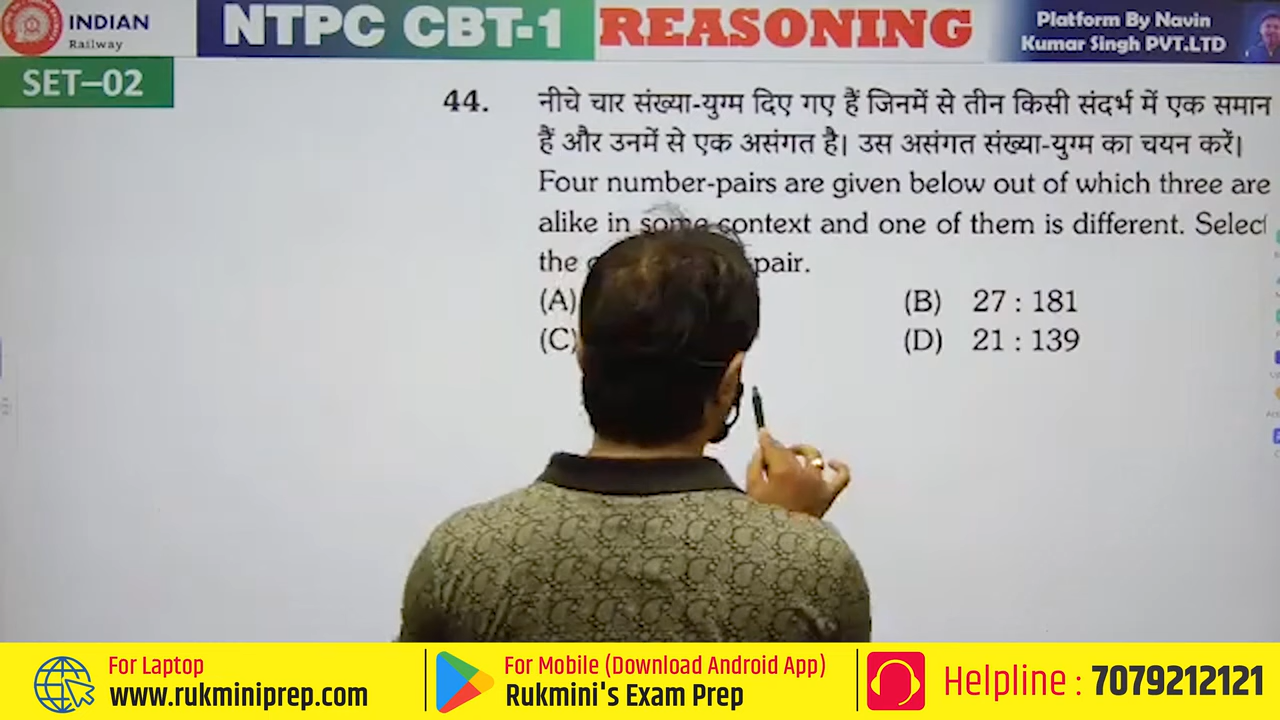 INDIAN
Railway
NTPC CBT-1
REASONING
Platform By Navin
Kumar Singh PVT.LTD
SET–02
44. नीचे चार संख्या-युग्म दिए गए हैं जिनमें से तीन किसी संदर्भ में एक समान
हैं और उनमें से एक असंगत है। उस असंगत संख्या-युग्म का चयन करें।
Four number-pairs are given below out of which three are
alike in some context and one of them is different. Select
the pair.
(A) (B) 27 : 181
(C) (D) 21 : 139
For Laptop
www.rukminiprep.com
For Mobile (Download Android App)
Rukmini's Exam Prep
Helpline : 7079212121